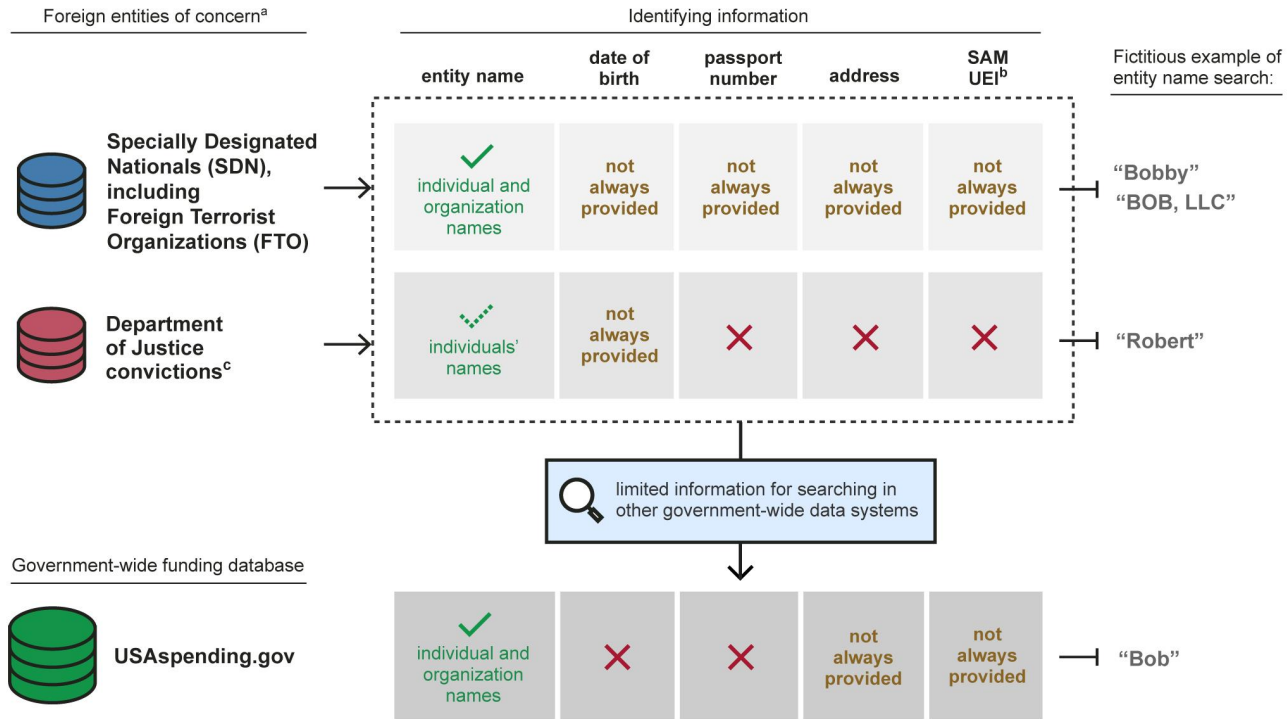 Foreign entities of concernᵃ
Identifying information
Fictitious example of
entity name search:
entity name
date of
birth
passport
number
address
SAM
UEIᵇ
Specially Designated
Nationals (SDN),
including
Foreign Terrorist
Organizations (FTO)
individual and
organization
names
not
always
provided
not
always
provided
not
always
provided
not
always
provided
“Bobby”
“BOB, LLC”
Department
of Justice
convictionsᶜ
individuals’
names
not
always
provided
“Robert”
limited information for searching in
other government-wide data systems
Government-wide funding database
USAspending.gov
individual and
organization
names
not
always
provided
not
always
provided
“Bob”